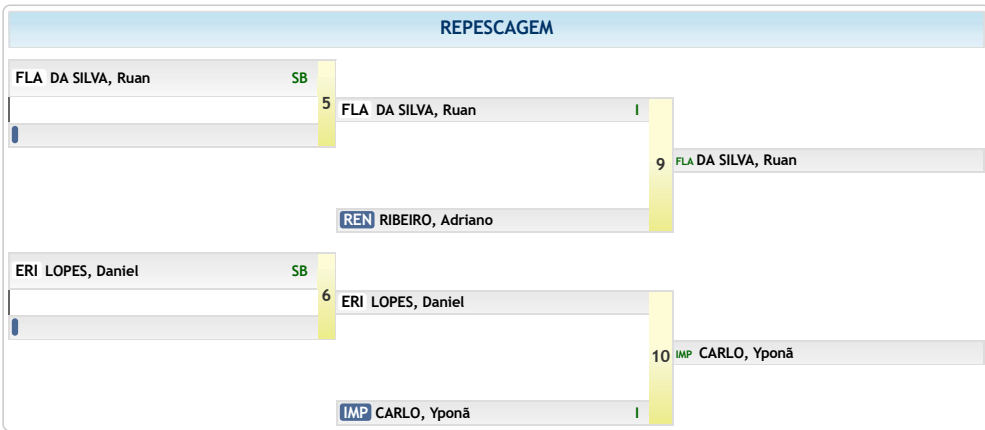 REPESCAGEM
FLA DA SILVA, Ruan SB
5
FLA DA SILVA, Ruan I
9
FLA DA SILVA, Ruan
REN RIBEIRO, Adriano
ERI LOPES, Daniel SB
6
ERI LOPES, Daniel
10
IMP CARLO, Yponã
IMP CARLO, Yponã I